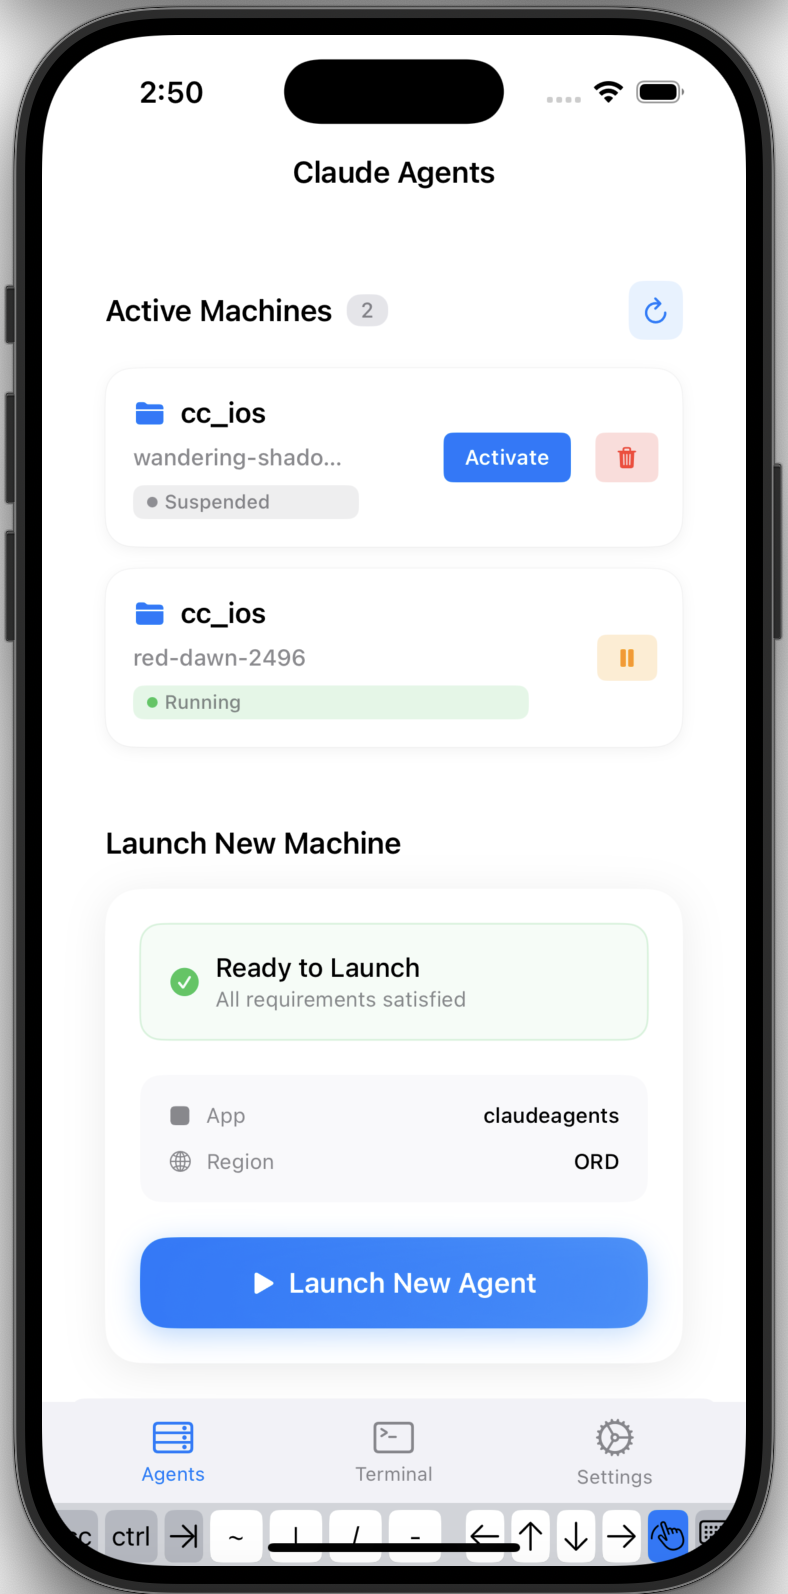 2:50
Claude Agents
Active Machines 2
cc_ios
wandering-shado...
Activate
Suspended
cc_ios
red-dawn-2496
Running
Launch New Machine
Ready to Launch
All requirements satisfied
App claudeagents
Region ORD
Launch New Agent
Agents Terminal Settings
ctrl ~ | / -